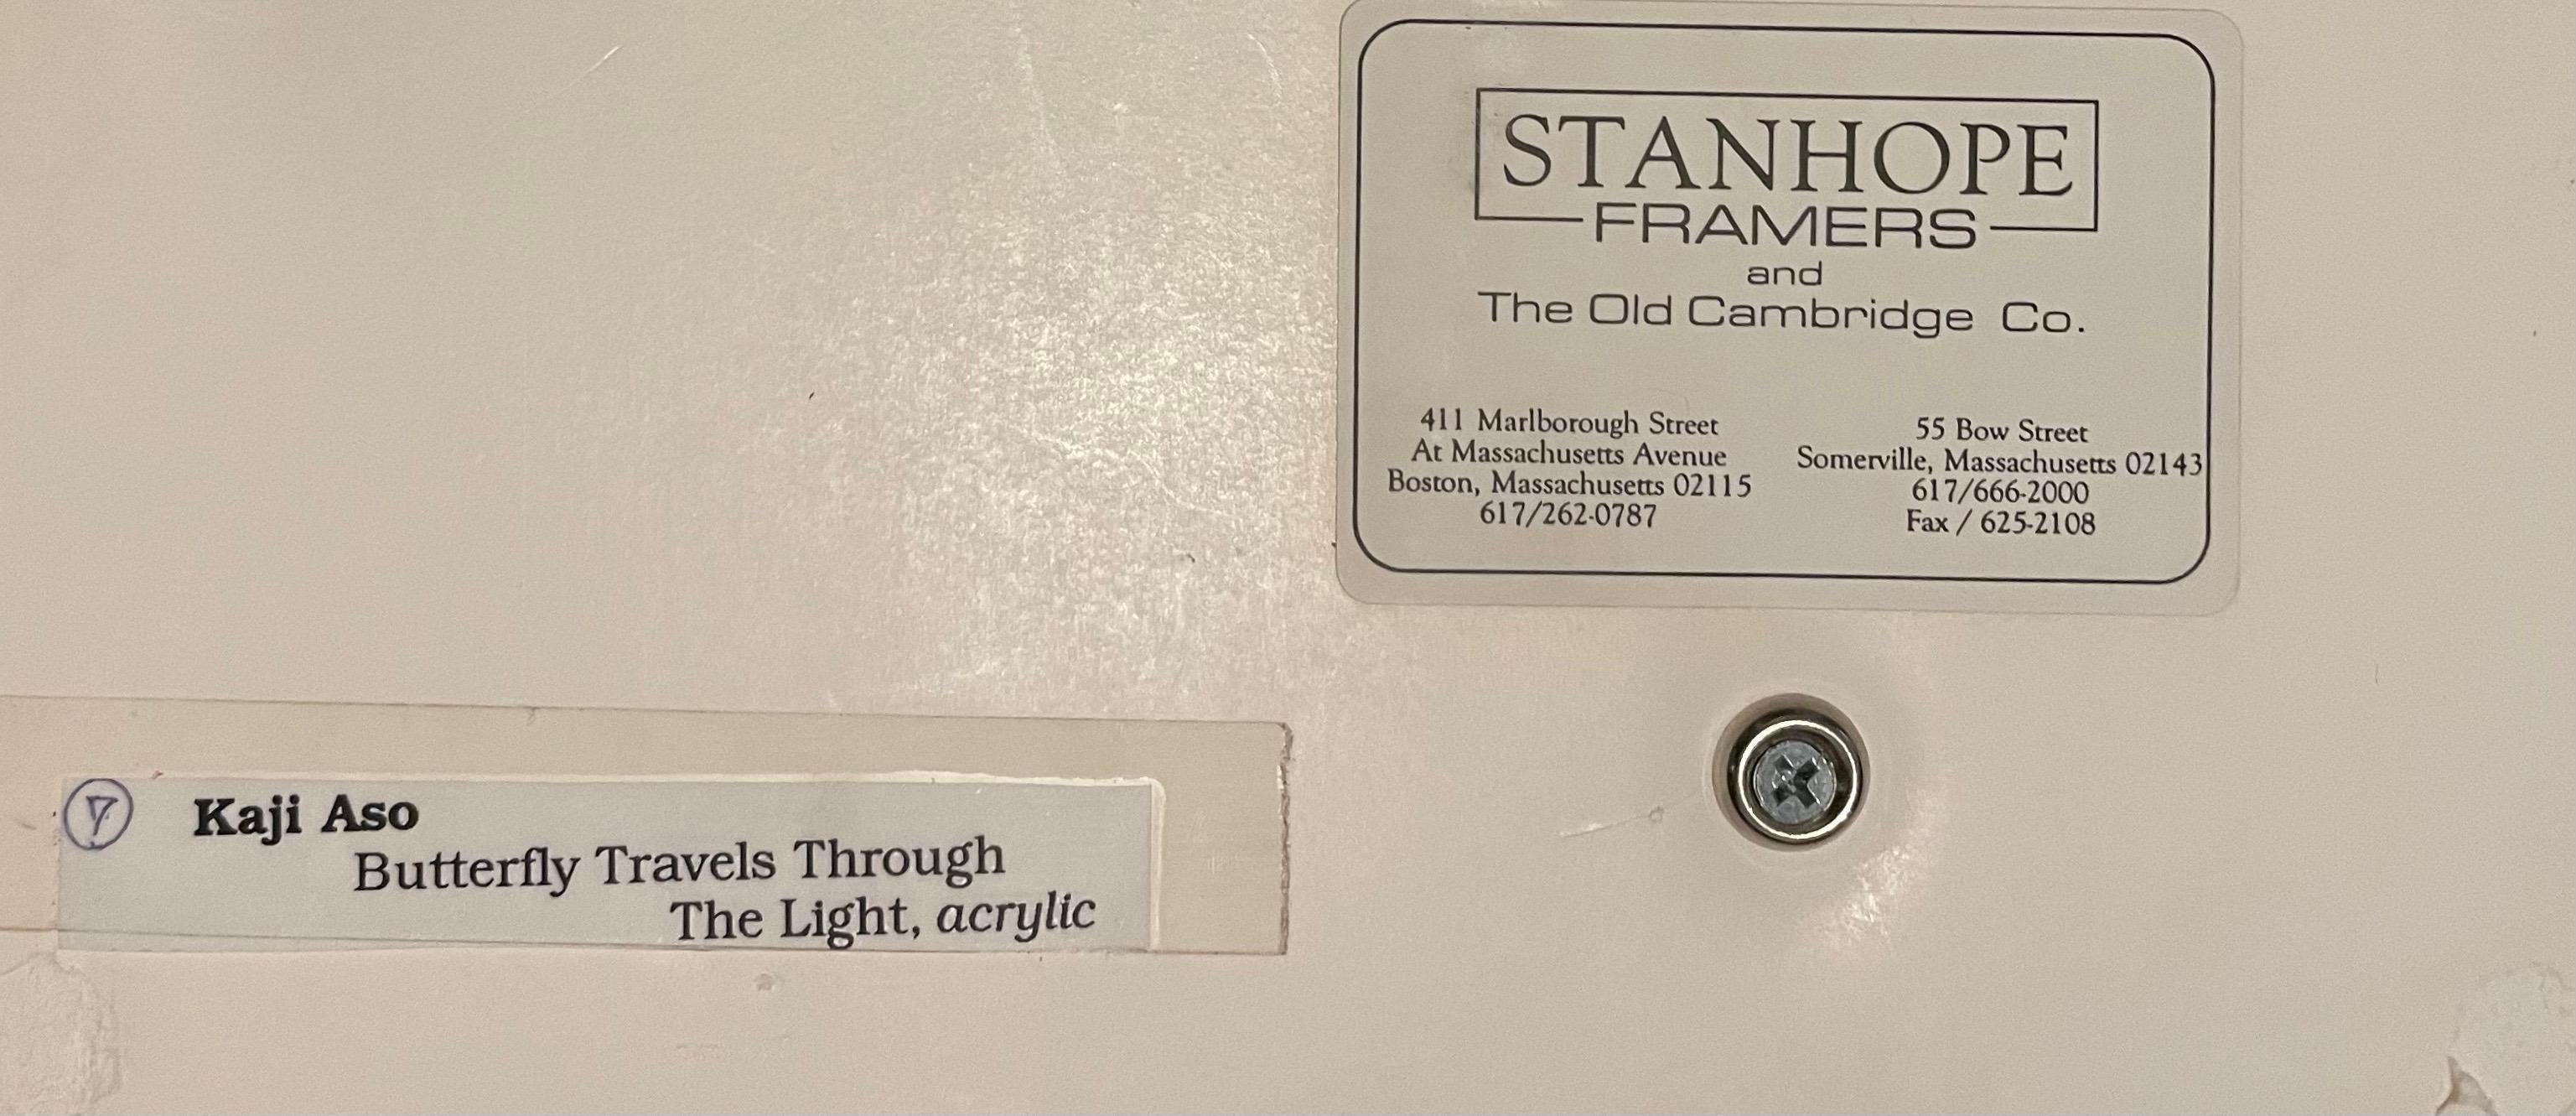 STANHOPE
FRAMERS
and
The Old Cambridge Co.
411 Marlborough Street
At Massachusetts Avenue
Boston, Massachusetts 02115
617/262-0787
55 Bow Street
Somerville, Massachusetts 02143
617/666-2000
Fax / 625-2108
Kaji Aso
Butterfly Travels Through
The Light, acrylic